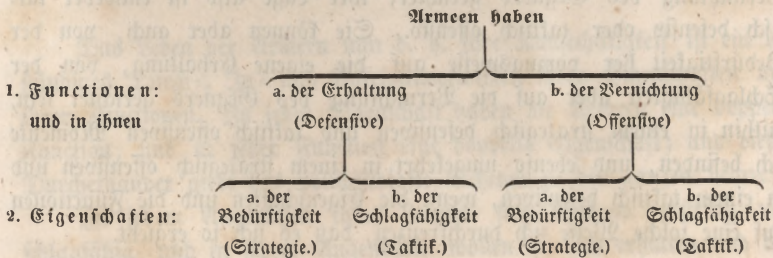 Armeen haben
1. Functionen: a. der Erhaltung b. der Vernichtung
und in ihnen (Defensive) (Offensive)
a. der b. der a. der b. der
2. Eigenschaften: Bedürftigkeit Schlagfähigkeit Bedürftigkeit Schlagfähigkeit
(Strategie.) (Taktik.) (Strategie.) (Taktik.)